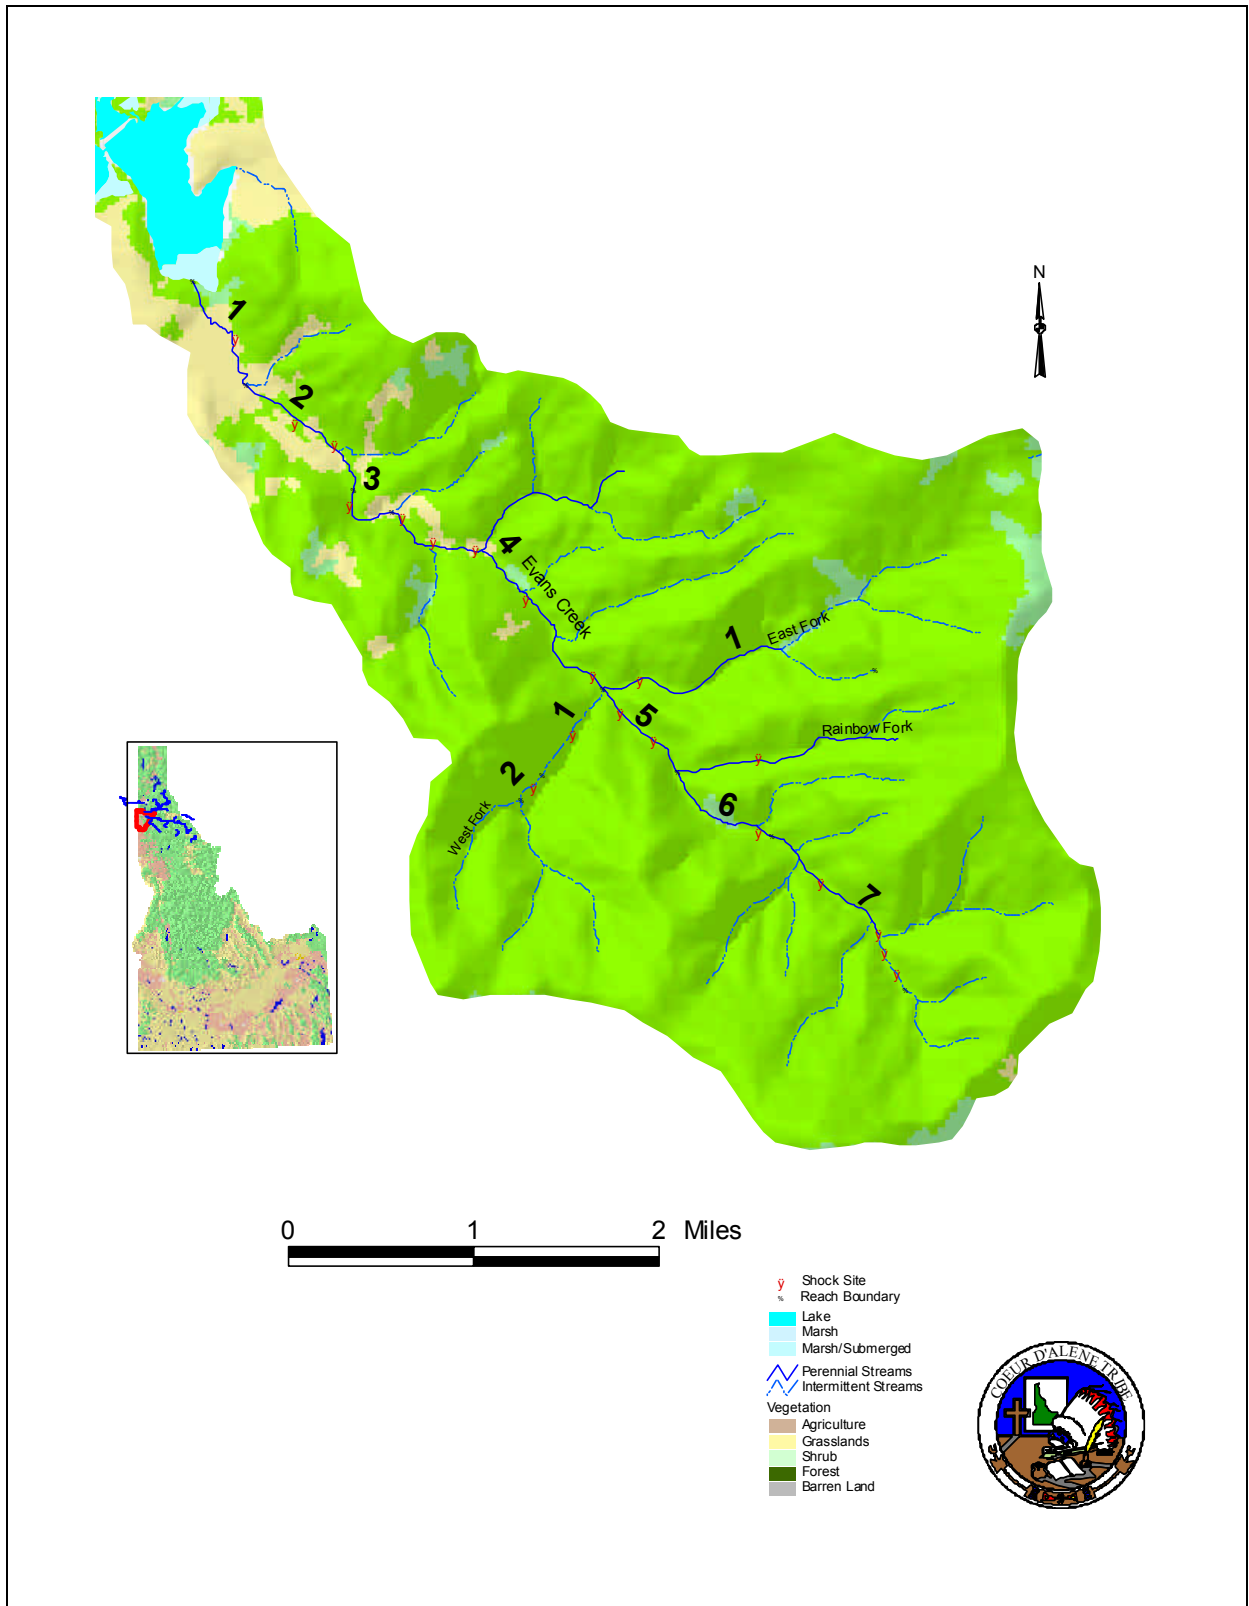 N
1
2
3
4
Evans Creek
1
East Fork
1
5
Rainbow Fork
2
6
West Fork
7
0 1 2 Miles
ÿ Shock Site
% Reach Boundary
Lake
Marsh
Marsh/Submerged
Perennial Streams
Intermittent Streams
Vegetation
Agriculture
Grasslands
Shrub
Forest
Barren Land
COEUR D'ALENE TRIBE